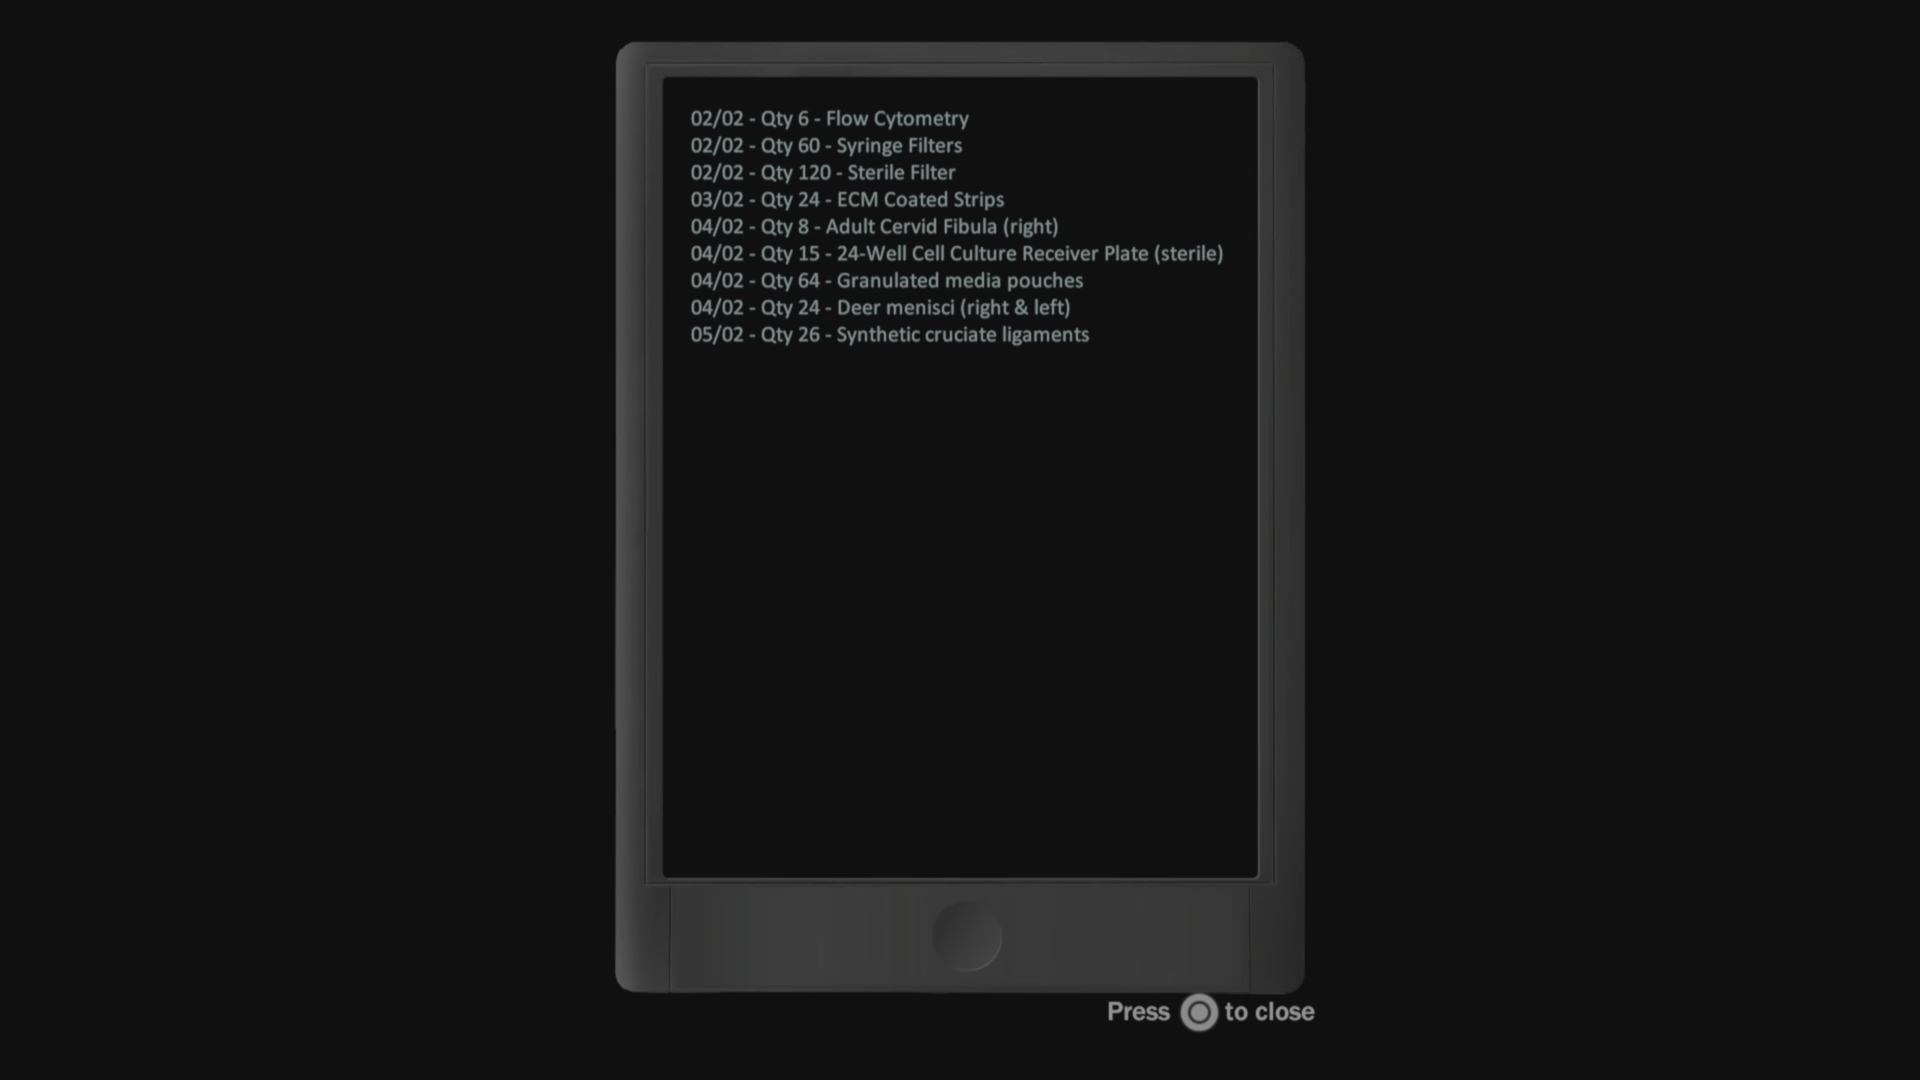 02/02 - Qty 6 - Flow Cytometry
02/02 - Qty 60 - Syringe Filters
02/02 - Qty 120 - Sterile Filter
03/02 - Qty 24 - ECM Coated Strips
04/02 - Qty 8 - Adult Cervid Fibula (right)
04/02 - Qty 15 - 24-Well Cell Culture Receiver Plate (sterile)
04/02 - Qty 64 - Granulated media pouches
04/02 - Qty 24 - Deer menisci (right & left)
05/02 - Qty 26 - Synthetic cruciate ligaments
Press to close